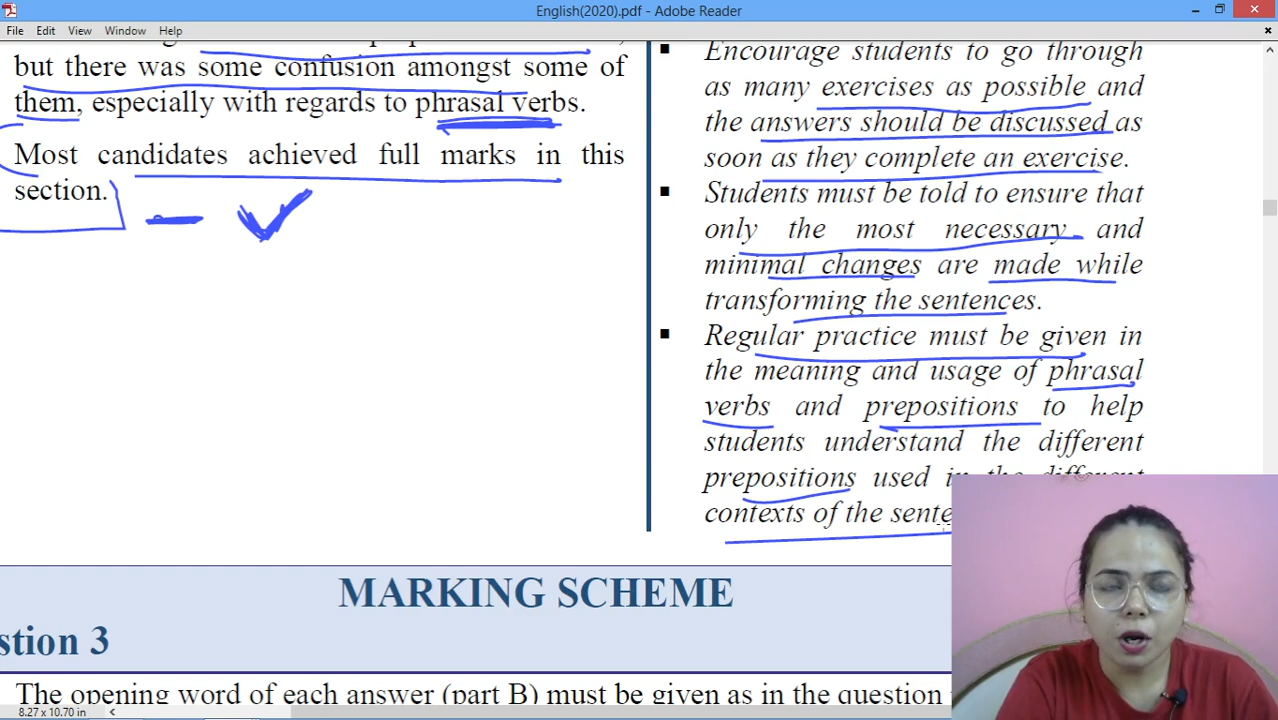 English(2020).pdf - Adobe Reader
File Edit View Window Help
but there was some confusion amongst some of
them, especially with regards to phrasal verbs.
Most candidates achieved full marks in this
section.
Encourage students to go through
as many exercises as possible and
the answers should be discussed as
soon as they complete an exercise.
Students must be told to ensure that
only the most necessary and
minimal changes are made while
transforming the sentences.
Regular practice must be given in
the meaning and usage of phrasal
verbs and prepositions to help
students understand the different
prepositions used in the different
contexts of the
MARKING SCHEME
stion 3
The opening word of each answer (part B) must be given as in the question
8.27 x 10.70 in